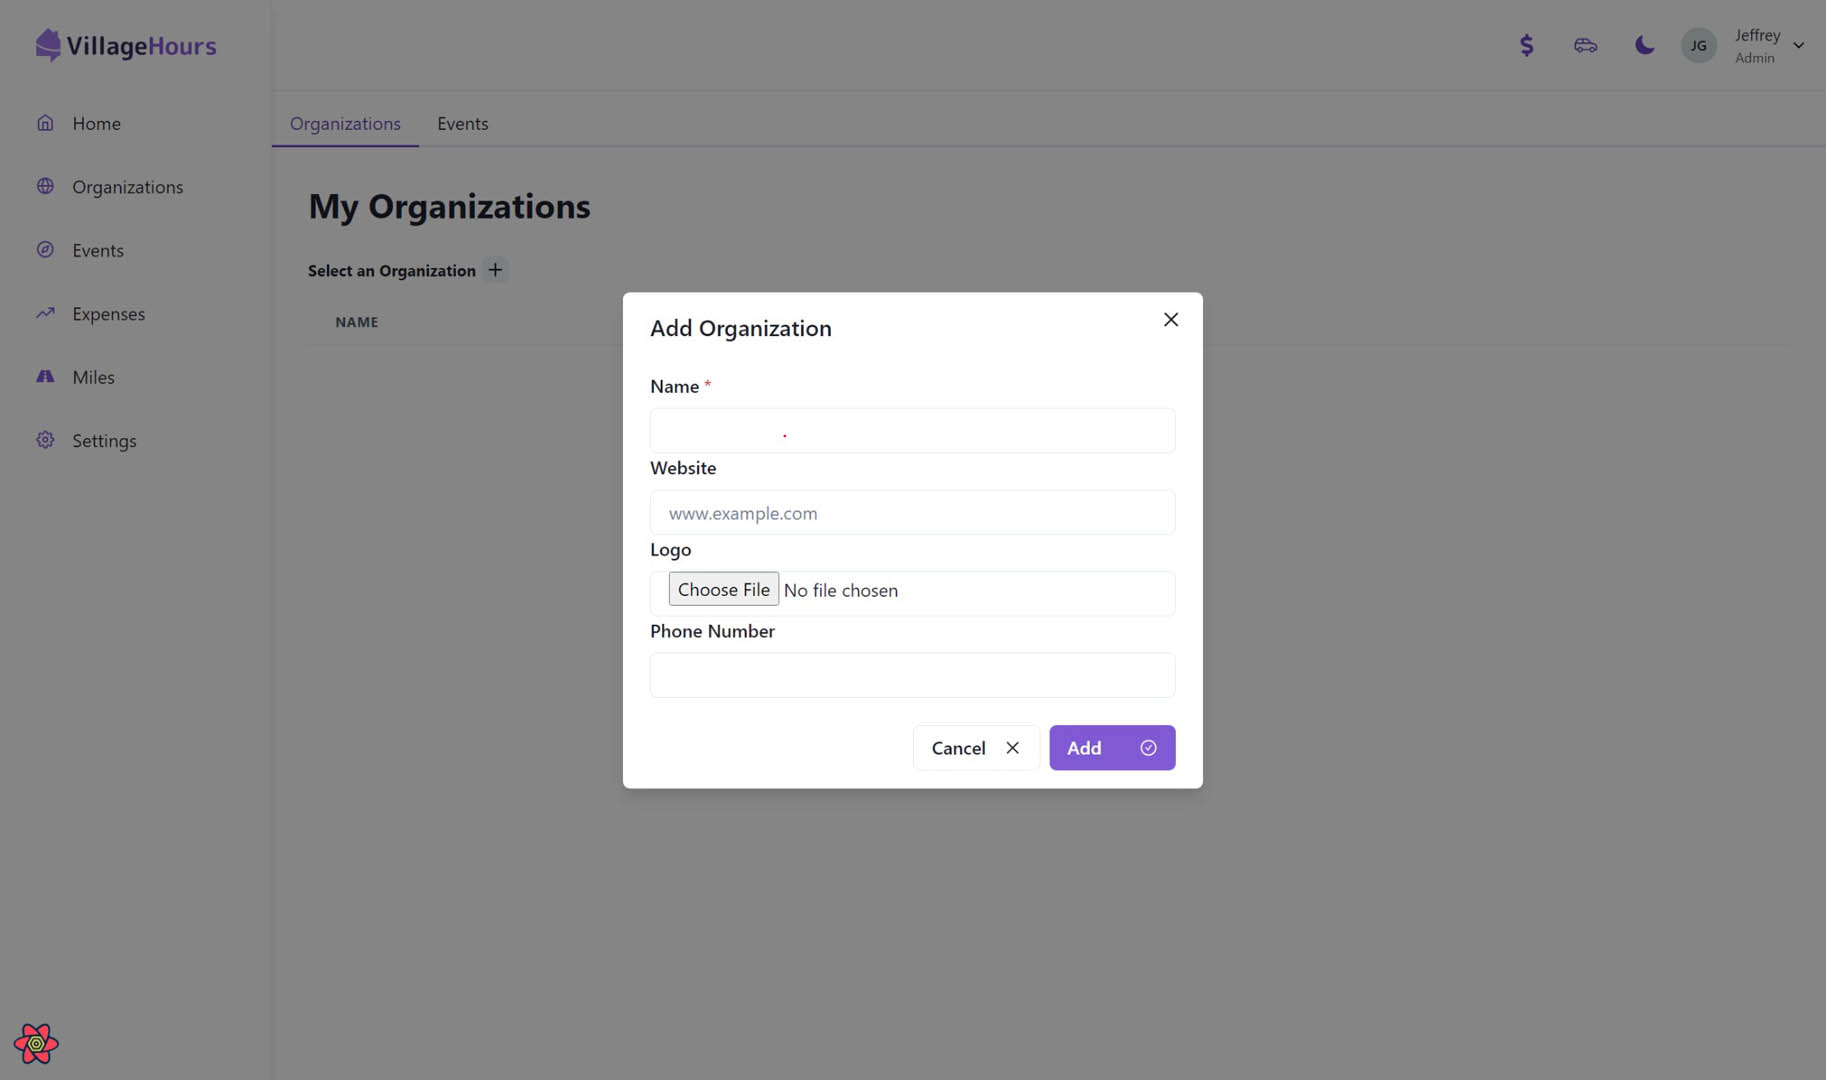 VillageHours
JG
Jeffrey
Admin
Home
Organizations
Events
Expenses
Miles
Settings
Organizations
Events
My Organizations
Select an Organization
NAME
Add Organization
Name *
Website
www.example.com
Logo
Choose File No file chosen
Phone Number
Cancel
Add